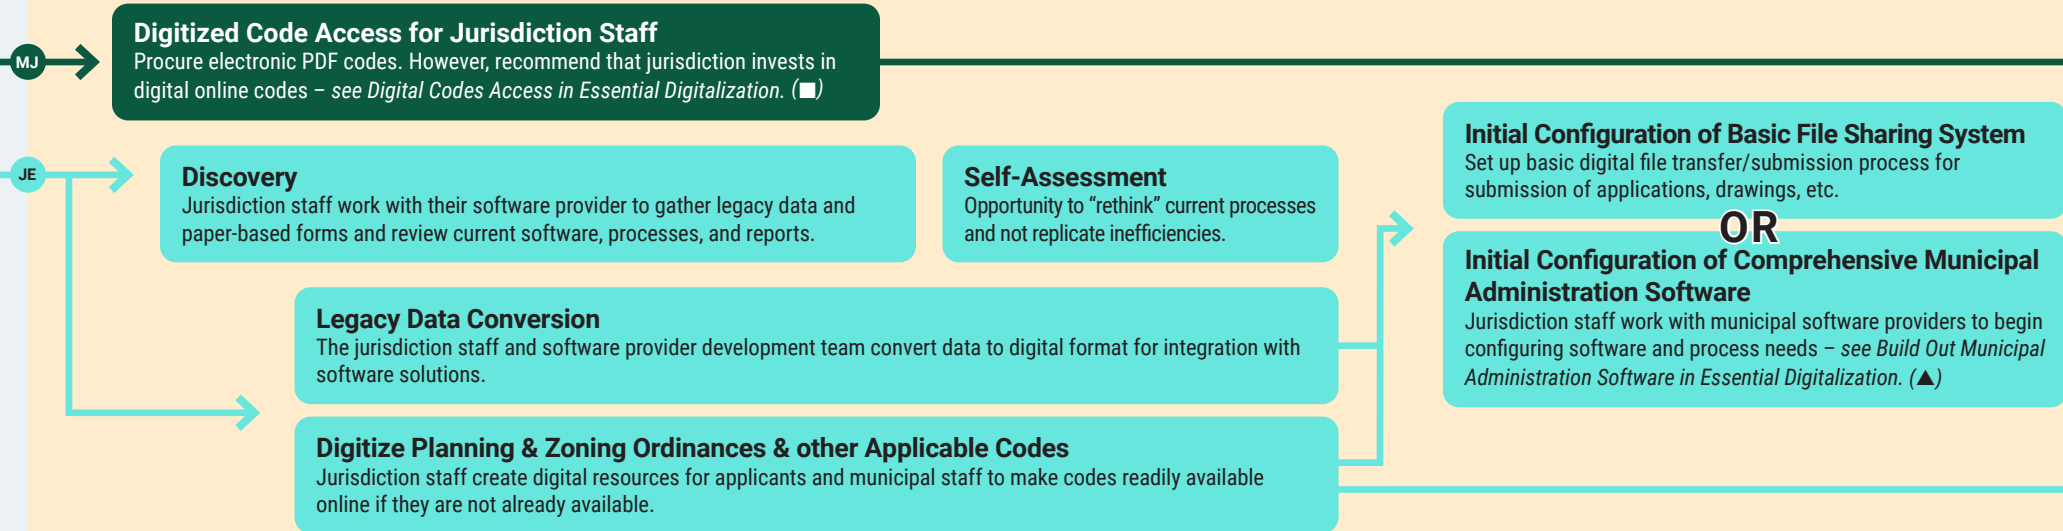 MJ
Digitized Code Access for Jurisdiction Staff
Procure electronic PDF codes. However, recommend that jurisdiction invests in
digital online codes – see Digital Codes Access in Essential Digitalization. (■)
JE
Discovery
Jurisdiction staff work with their software provider to gather legacy data and
paper-based forms and review current software, processes, and reports.
Self-Assessment
Opportunity to “rethink” current processes
and not replicate inefficiencies.
Legacy Data Conversion
The jurisdiction staff and software provider development team convert data to digital format for integration with
software solutions.
Digitize Planning & Zoning Ordinances & other Applicable Codes
Jurisdiction staff create digital resources for applicants and municipal staff to make codes readily available
online if they are not already available.
Initial Configuration of Basic File Sharing System
Set up basic digital file transfer/submission process for
submission of applications, drawings, etc.
OR
Initial Configuration of Comprehensive Municipal
Administration Software
Jurisdiction staff work with municipal software providers to begin
configuring software and process needs – see Build Out Municipal
Administration Software in Essential Digitalization. (▲)